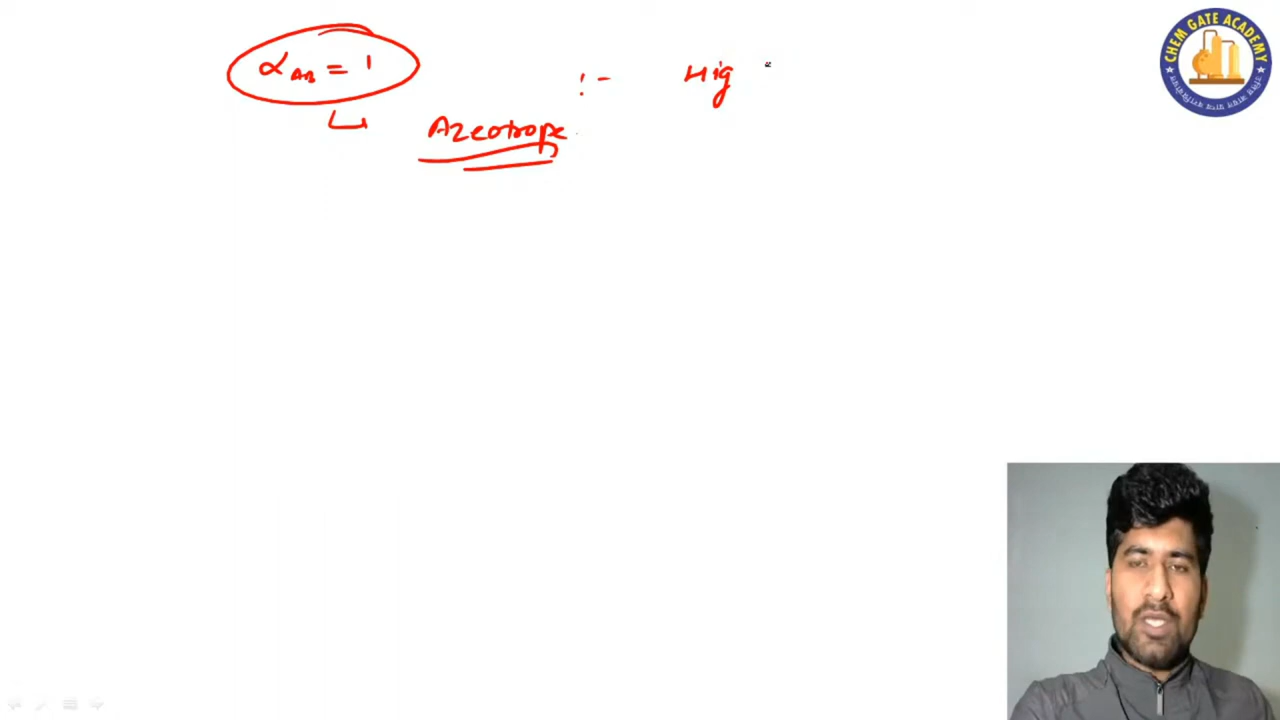 α_AB = 1
:- Hig
Azeotrope
CHEM GATE ACADEMY